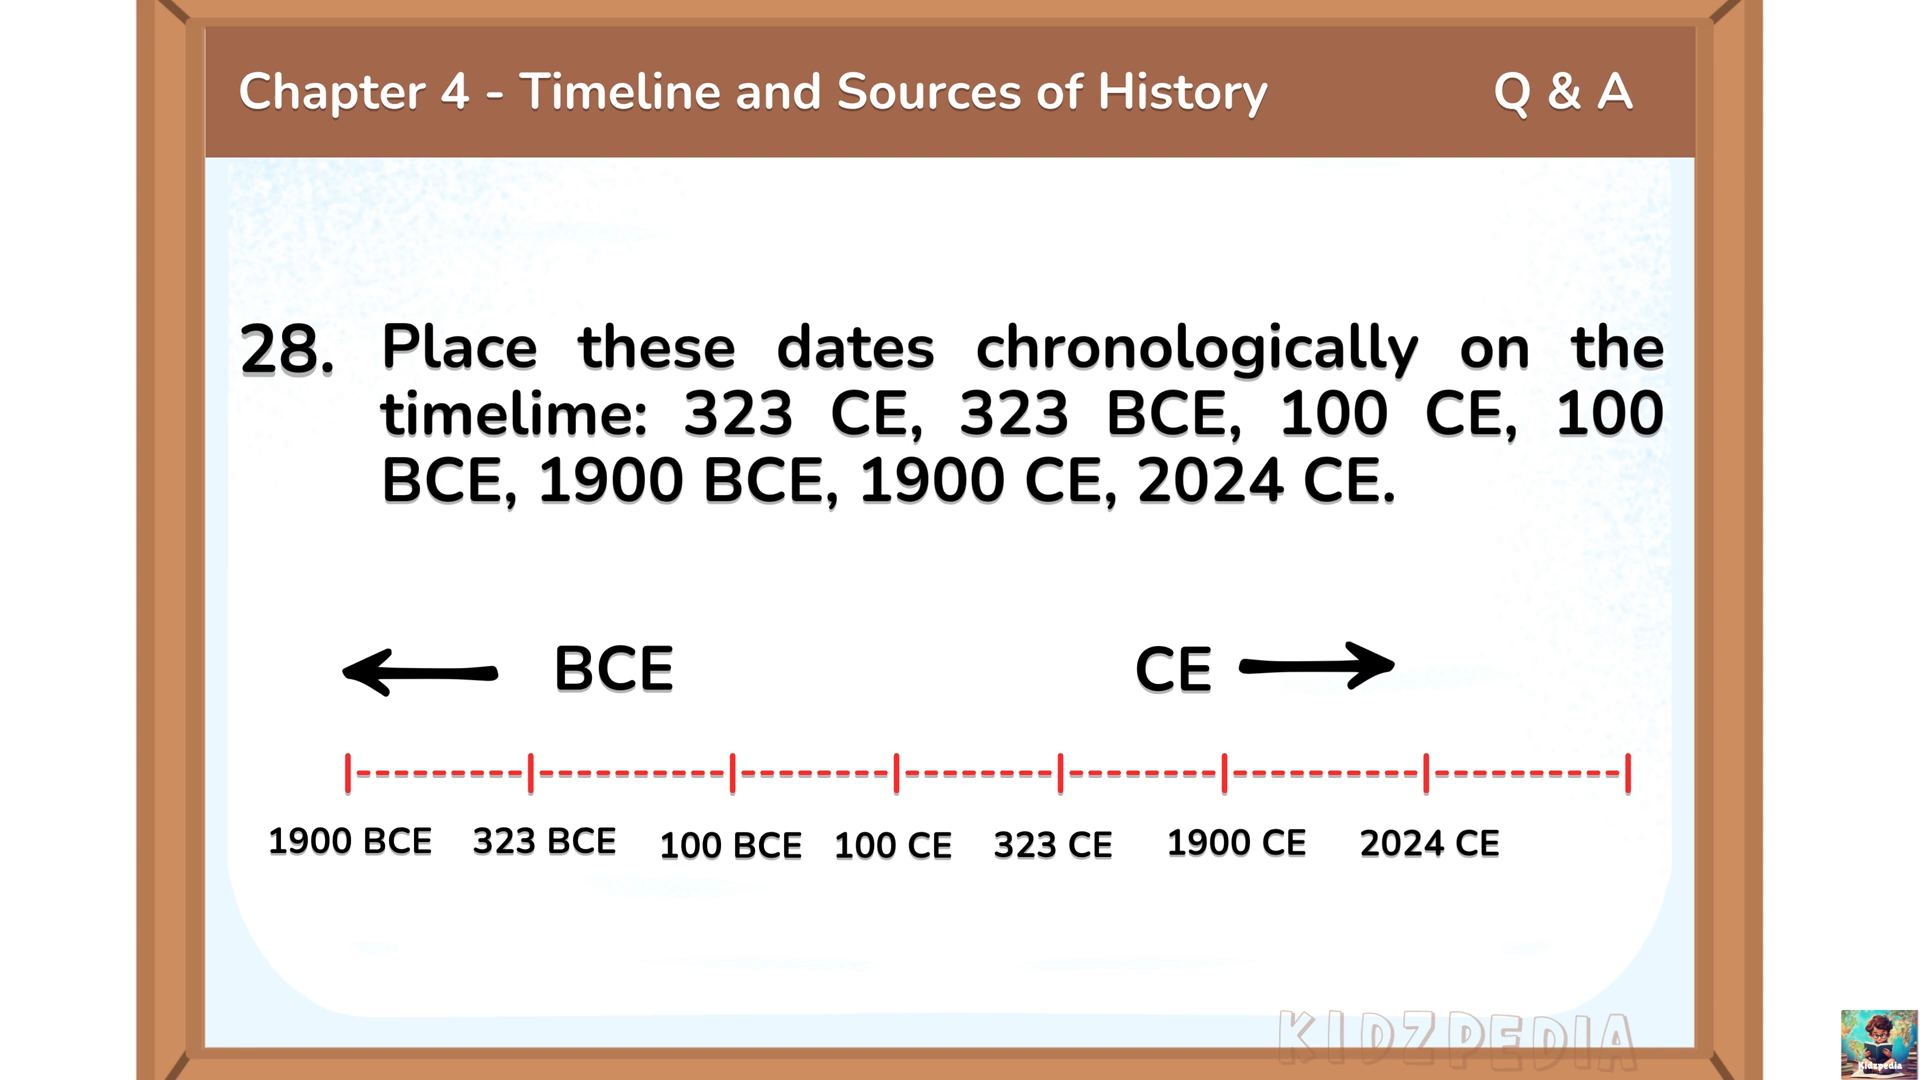 Chapter 4 - Timeline and Sources of History Q & A
28. Place these dates chronologically on the
timelime: 323 CE, 323 BCE, 100 CE, 100
BCE, 1900 BCE, 1900 CE, 2024 CE.
BCE CE
1900 BCE 323 BCE 100 BCE 100 CE 323 CE 1900 CE 2024 CE
KIDZPEDIA
Kidzpedia